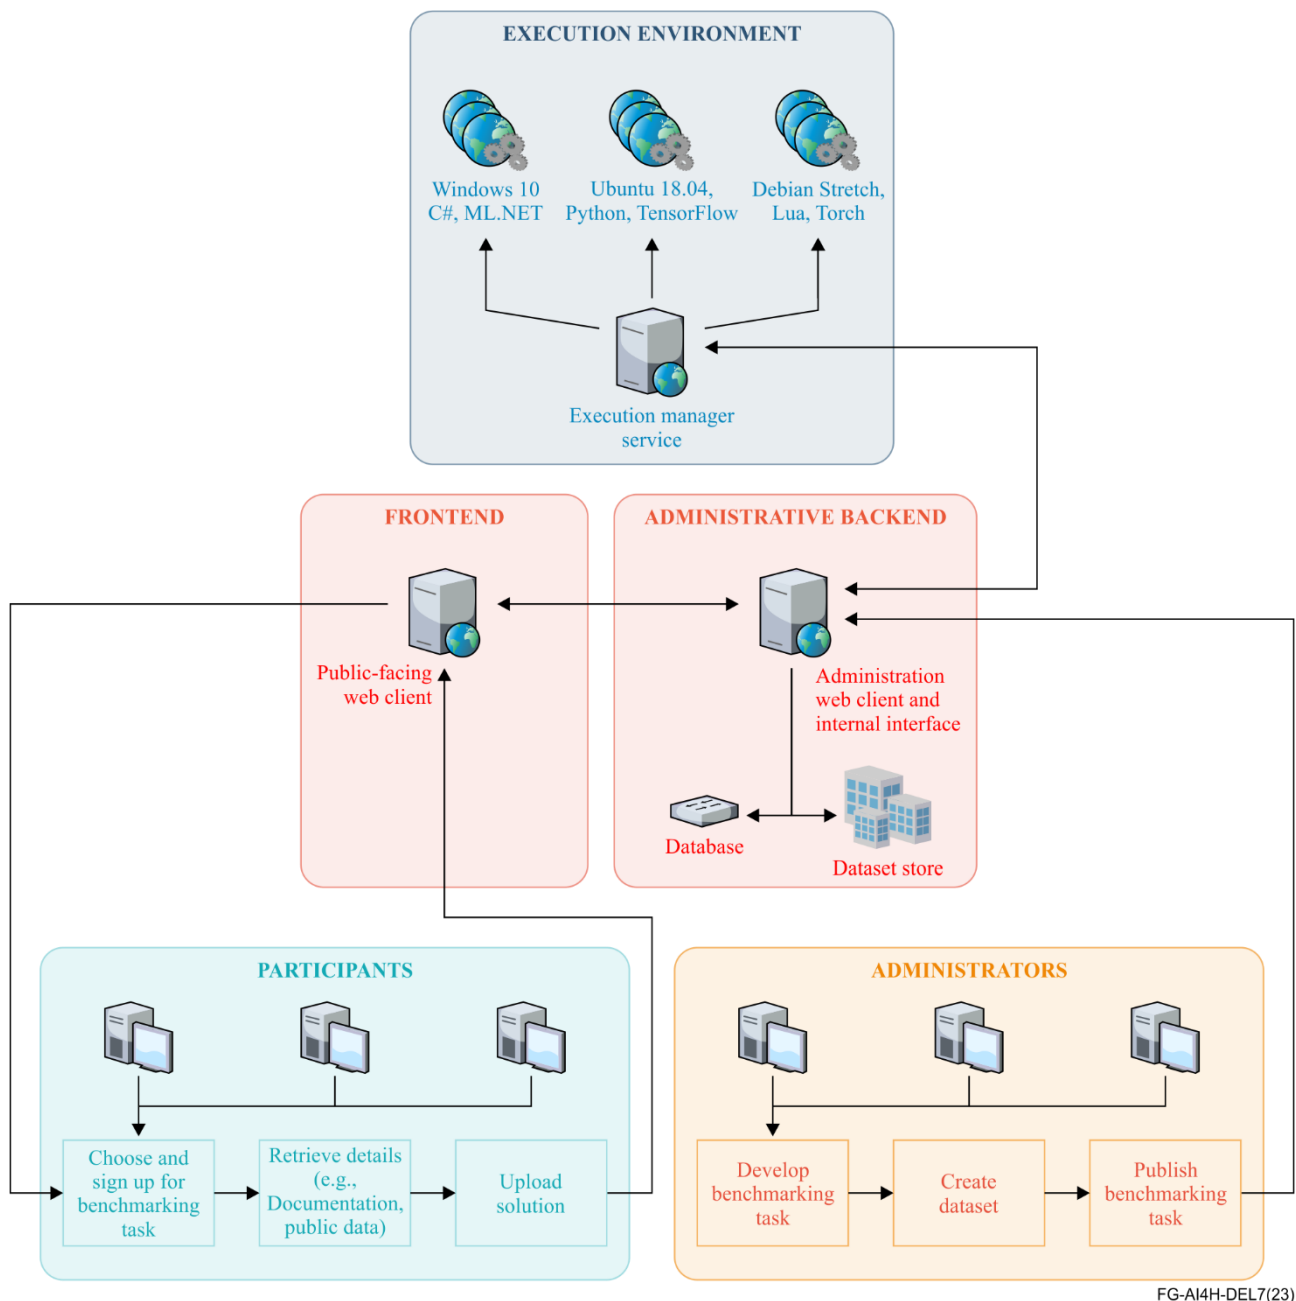 EXECUTION ENVIRONMENT
Windows 10
C#, ML.NET
Ubuntu 18.04,
Python, TensorFlow
Debian Stretch,
Lua, Torch
Execution manager
service
FRONTEND
Public-facing
web client
ADMINISTRATIVE BACKEND
Administration
web client and
internal interface
Database
Dataset store
PARTICIPANTS
Choose and
sign up for
benchmarking
task
Retrieve details
(e.g.,
Documentation,
public data)
Upload
solution
ADMINISTRATORS
Develop
benchmarking
task
Create
dataset
Publish
benchmarking
task
FG-AI4H-DEL7(23)